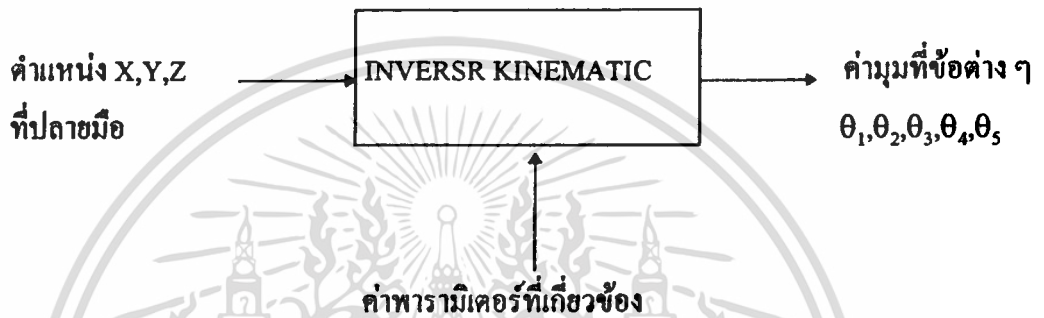 ตำแหน่ง X,Y,Z
ที่ปลายมือ
INVERSR KINEMATIC
ค่ามุมที่ข้อต่าง ๆ
θ₁,θ₂,θ₃,θ₄,θ₅
ค่าพารามิเตอร์ที่เกี่ยวข้อง